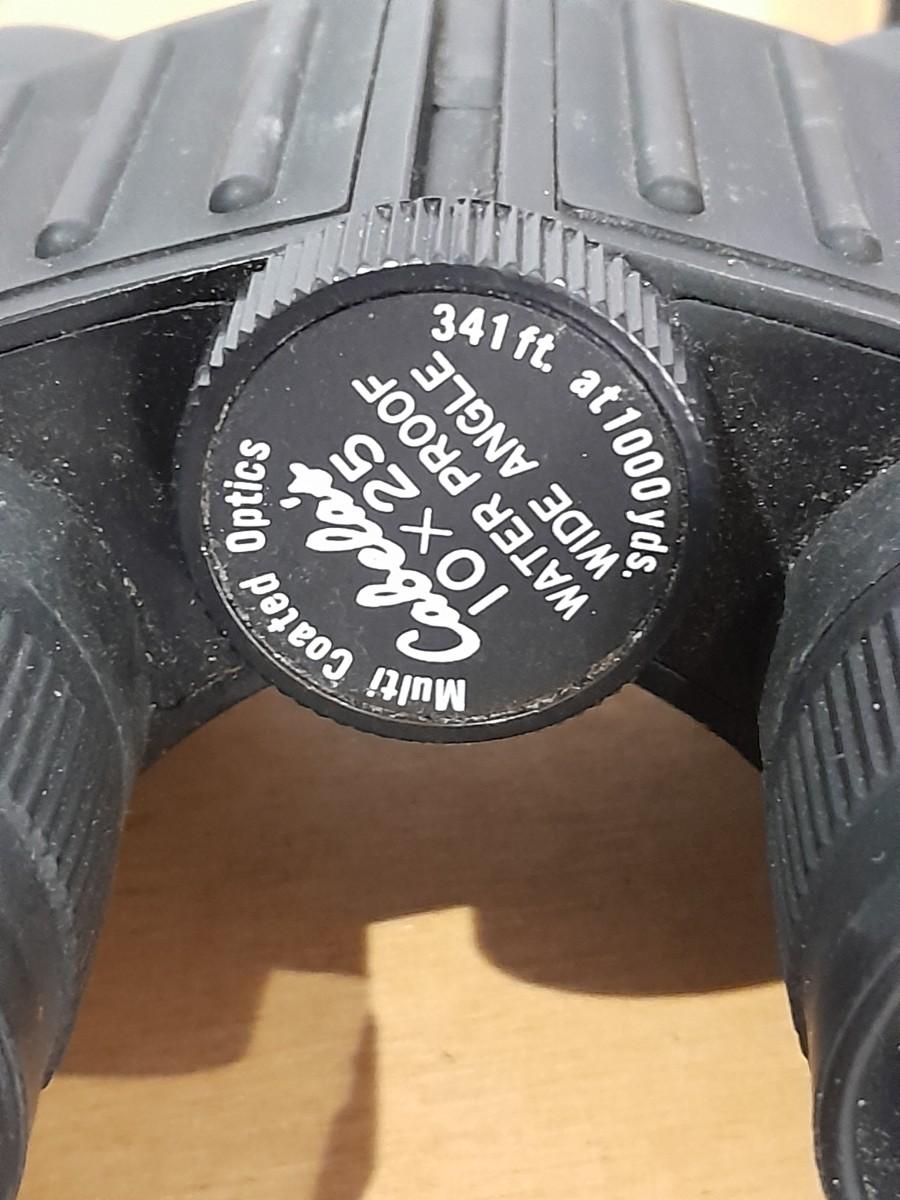 Multi Coated Optics
Cabela's
10 × 25
WATER PROOF
WIDE ANGLE
341 ft. at 1000 yds.